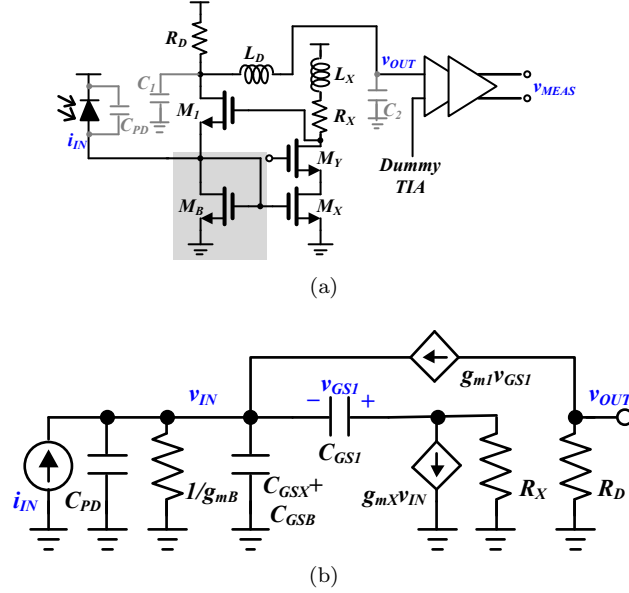 R_D
L_D
L_X
C_1
v_OUT
v_MEAS
M_1
R_X
C_2
C_PD
i_IN
M_Y
Dummy
TIA
M_B
M_X
(a)
g_m1v_GS1
v_IN
v_GS1
v_OUT
− +
C_GS1
i_IN
C_PD
1/g_mB
C_GSX+
C_GSB
g_mXv_IN
R_X
R_D
(b)